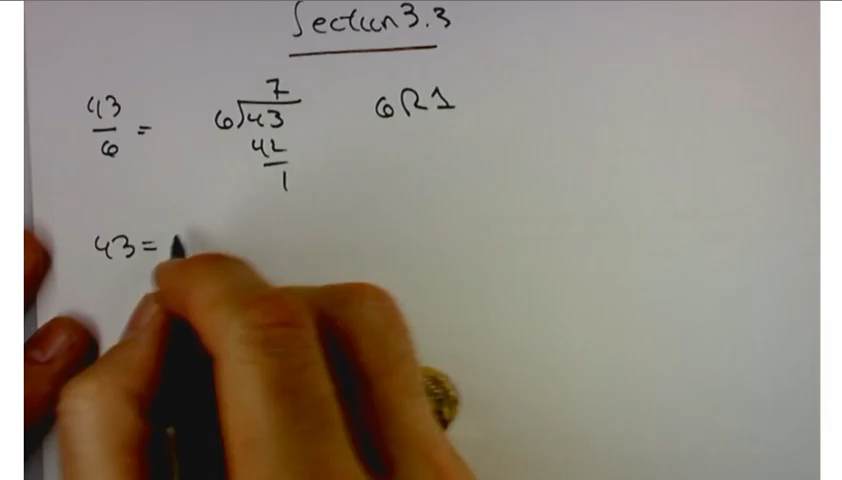 Section 3.3
43/6 = 6)43 7 6R1
42
1
43 =